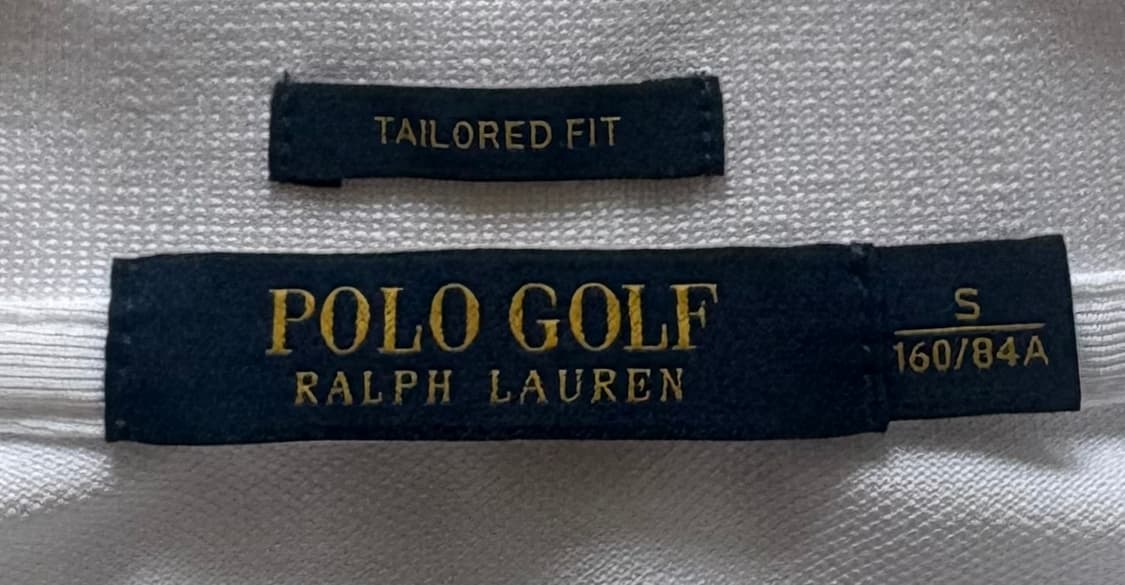 TAILORED FIT
POLO GOLF
RALPH LAUREN
S
160/84A